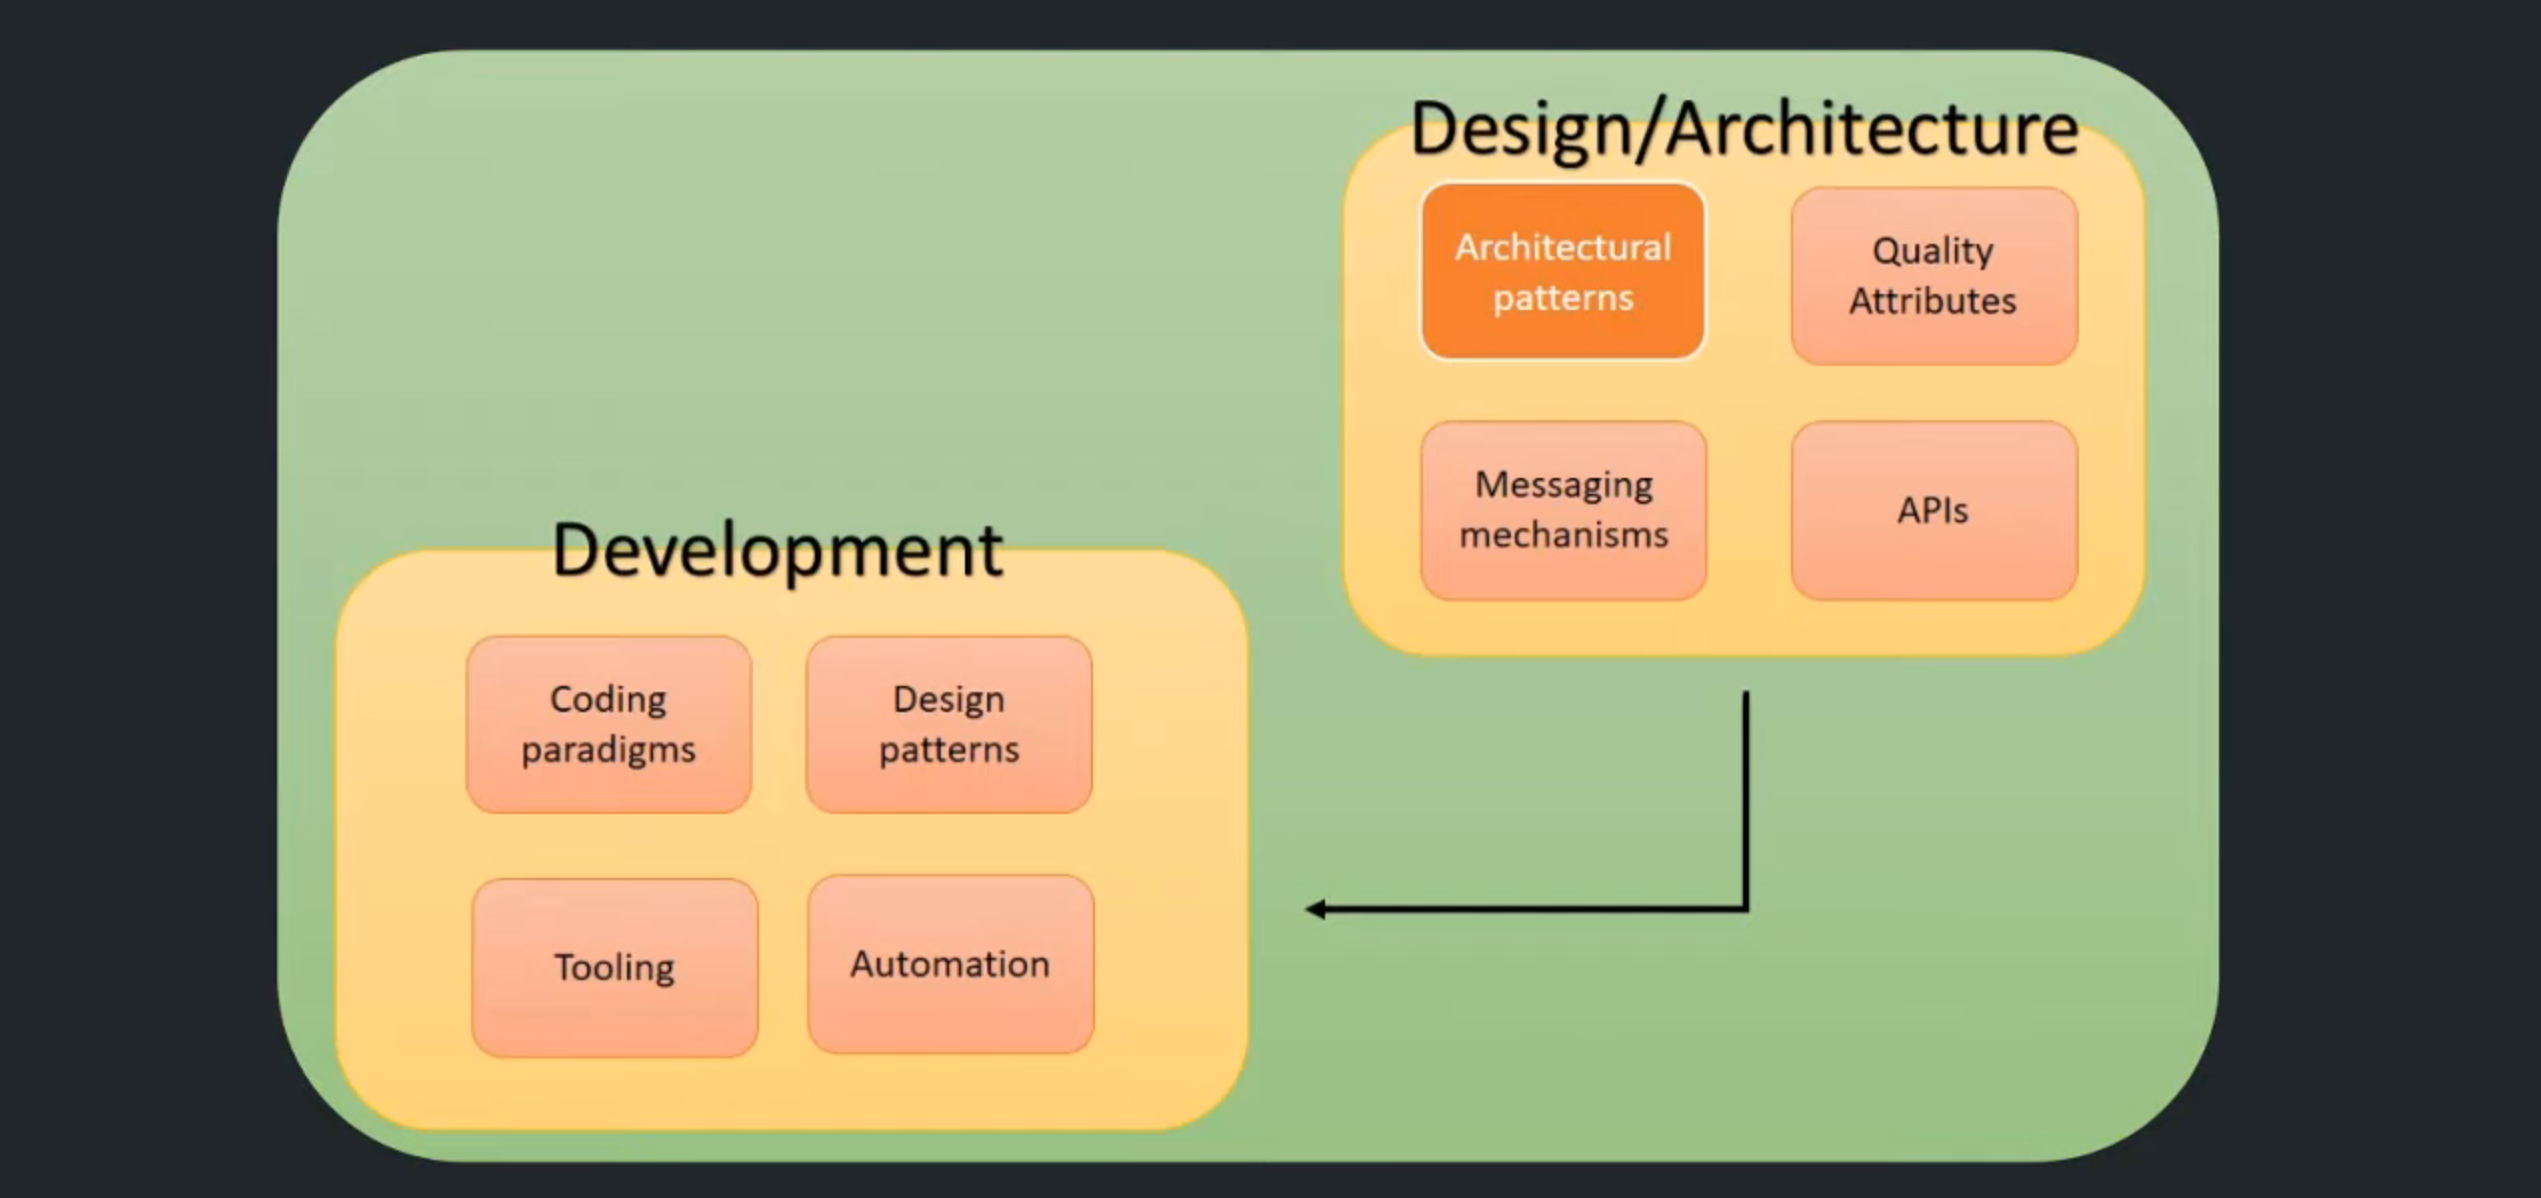 Design/Architecture
Architectural
patterns
Quality
Attributes
Messaging
mechanisms
APIs
Development
Coding
paradigms
Design
patterns
Tooling
Automation